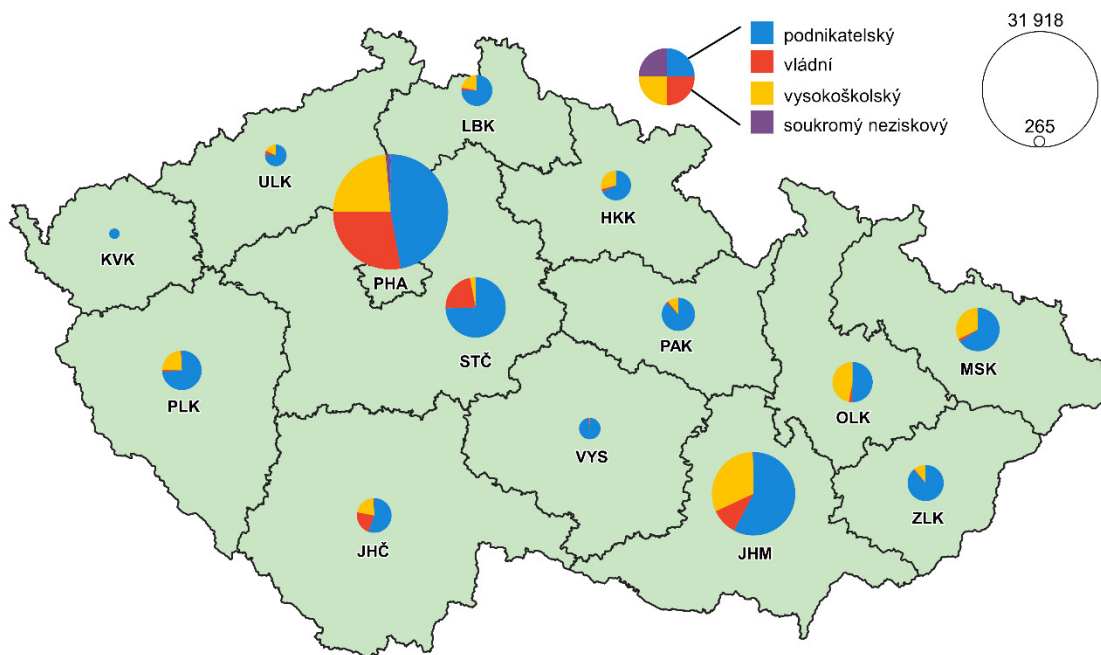 31 918
265
podnikatelský
vládní
vysokoškolský
soukromý neziskový
LBK
ULK
HKK
KVK
PHA
STČ
PAK
MSK
PLK
OLK
VYS
ZLK
JHČ
JHM